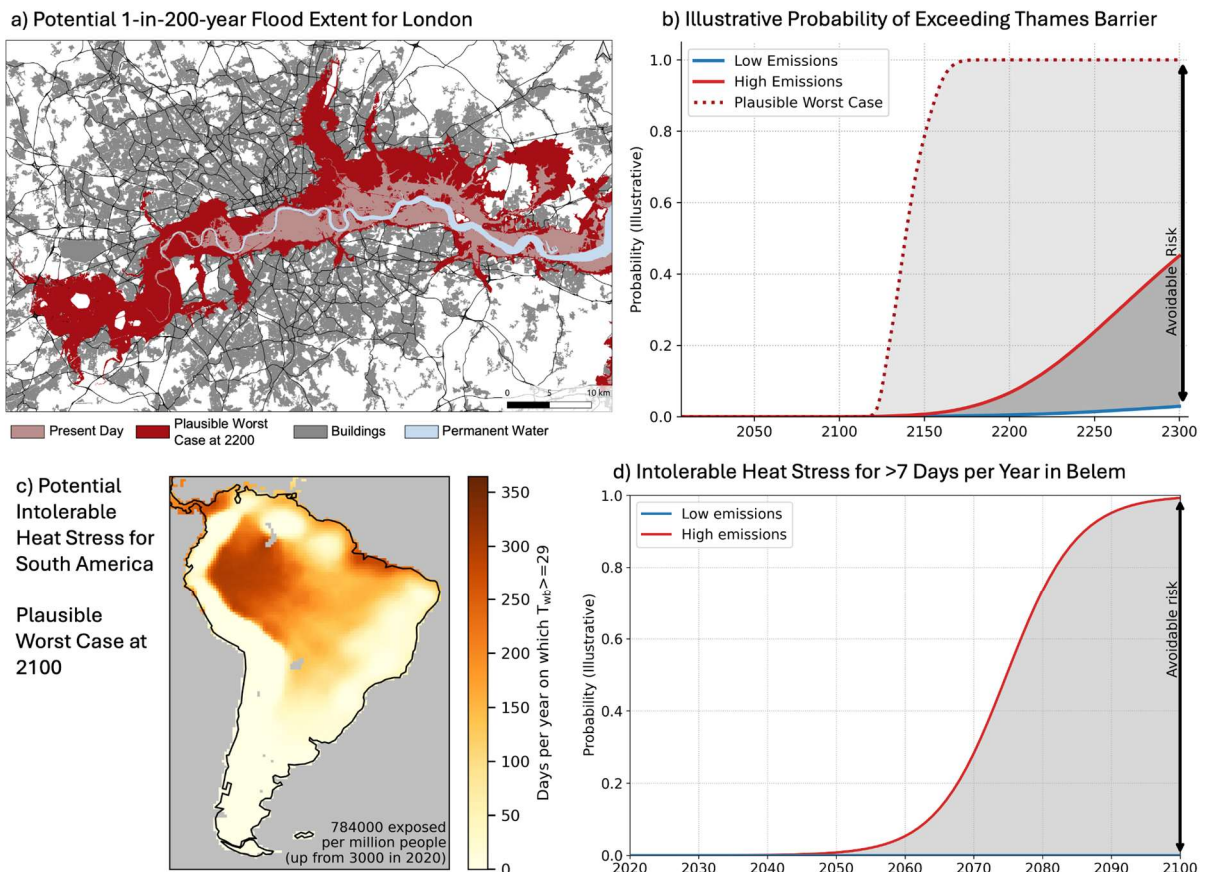 a) Potential 1-in-200-year Flood Extent for London
0 5 10 km
Present Day
Plausible Worst
Case at 2200
Buildings
Permanent Water
b) Illustrative Probability of Exceeding Thames Barrier
Low Emissions
High Emissions
Plausible Worst Case
Probability (Illustrative)
1.0
0.8
0.6
0.4
0.2
0.0
2050 2100 2150 2200 2250 2300
Avoidable Risk
c) Potential
Intolerable
Heat Stress for
South America
Plausible
Worst Case at
2100
784000 exposed
per million people
(up from 3000 in 2020)
350
300
250
200
150
100
50
0
Days per year on which Twb>=29
d) Intolerable Heat Stress for >7 Days per Year in Belem
Low emissions
High emissions
Probability (Illustrative)
1.0
0.8
0.6
0.4
0.2
0.0
2020 2030 2040 2050 2060 2070 2080 2090 2100
Avoidable risk